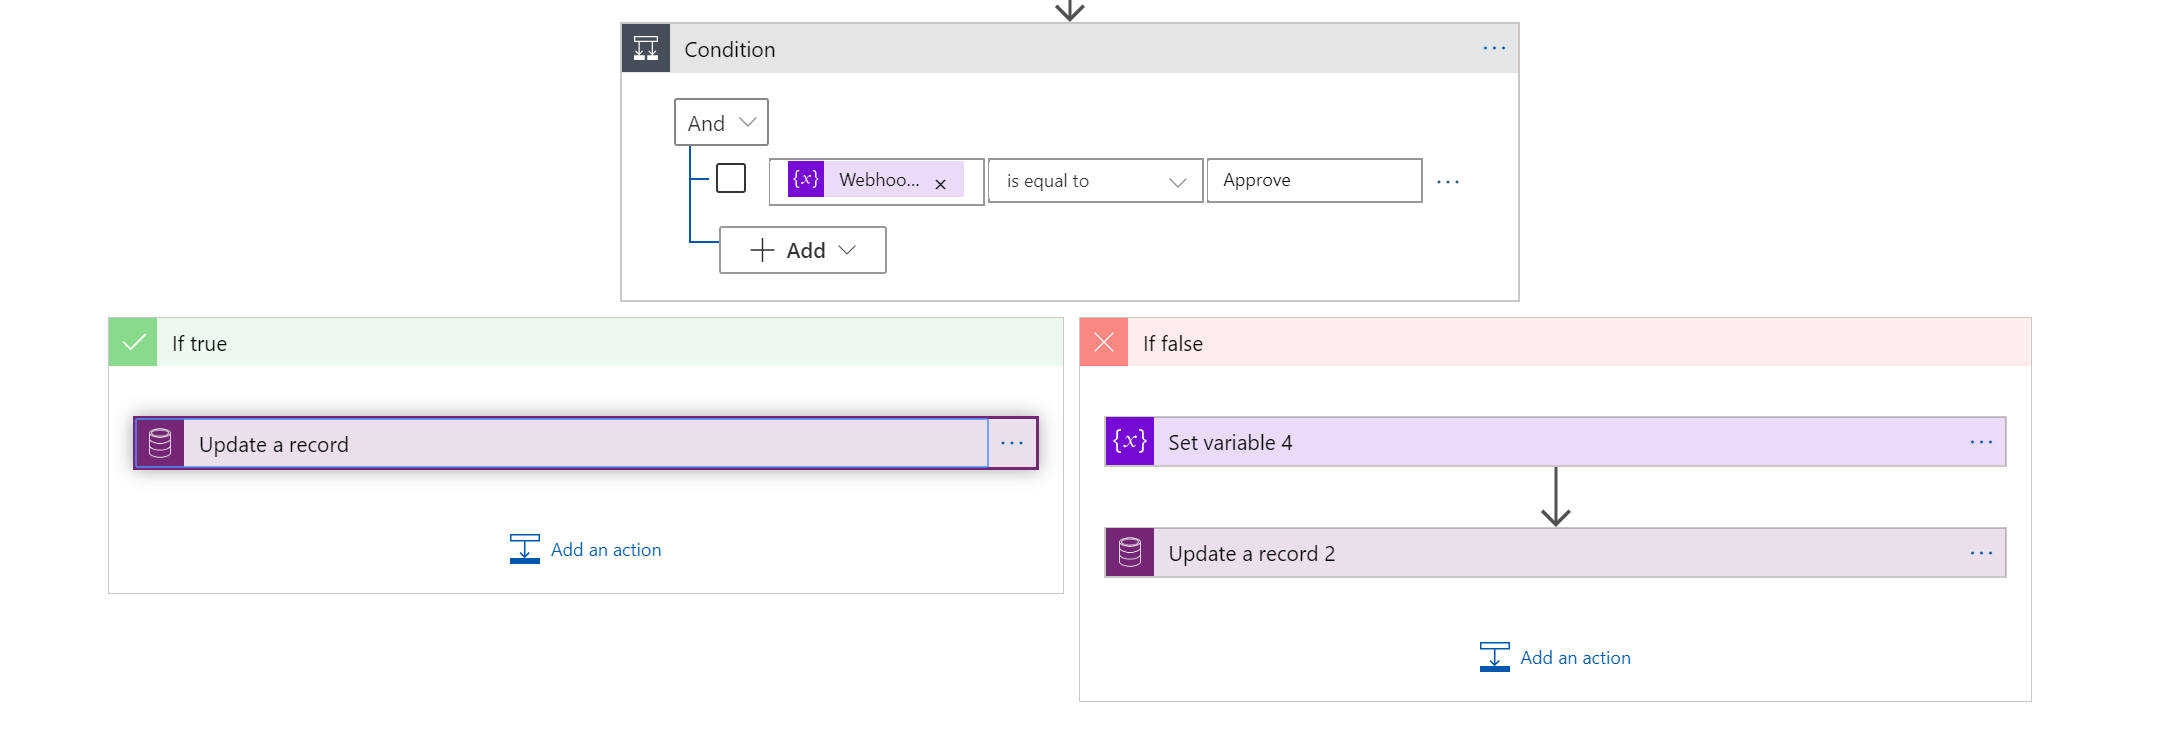 Condition
And
{x} Webhoo... × is equal to Approve
Add
If true
Update a record
Add an action
If false
{x} Set variable 4
Update a record 2
Add an action